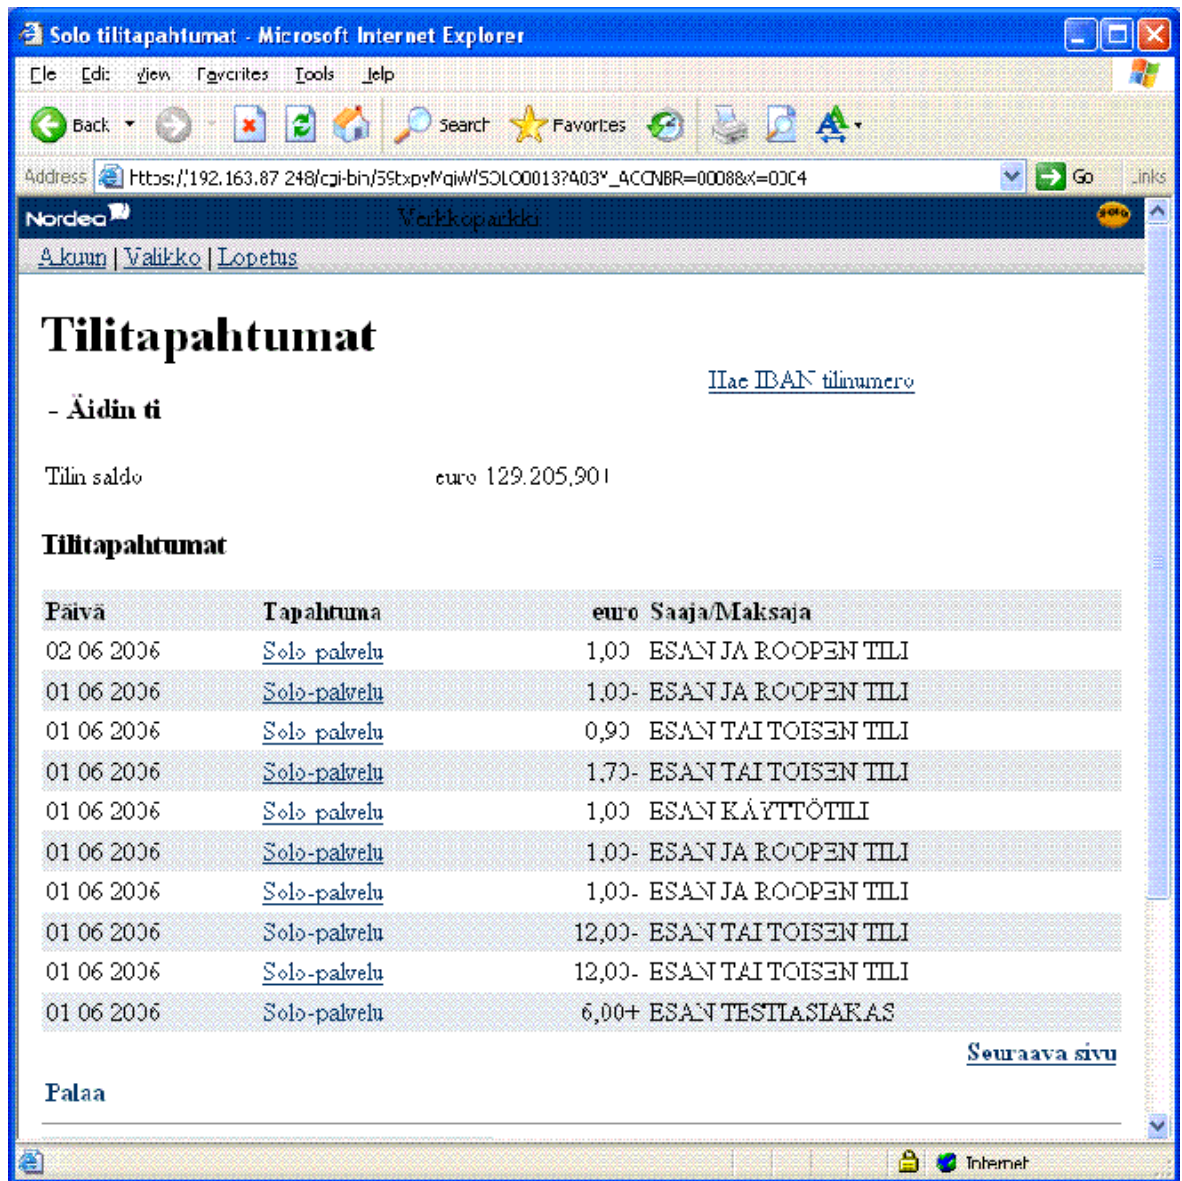 Solo tilitapahtumat - Microsoft Internet Explorer
File Edit View Favorites Tools Help
Back Search Favorites
Address Go Links
Nordea Verkkopankki solo
Alkuun | Valikko | Lopetus
Tilitapahtumat
Hae IBAN tilinumero
- Äidin ti
Tilin saldo euro 129.205,90+
Tilitapahtumat
Päivä Tapahtuma euro Saaja/Maksaja
02.06.2006 Solo-palvelu 1,00- ESAN JA ROOPEN TILI
01.06.2006 Solo-palvelu 1,00- ESAN JA ROOPEN TILI
01.06.2006 Solo-palvelu 0,90- ESAN TAI TOISEN TILI
01.06.2006 Solo-palvelu 1,70- ESAN TAI TOISEN TILI
01.06.2006 Solo-palvelu 1,00- ESAN KÄYTTÖTILI
01.06.2006 Solo-palvelu 1,00- ESAN JA ROOPEN TILI
01.06.2006 Solo-palvelu 1,00- ESAN JA ROOPEN TILI
01.06.2006 Solo-palvelu 12,00- ESAN TAI TOISEN TILI
01.06.2006 Solo-palvelu 12,00- ESAN TAI TOISEN TILI
01.06.2006 Solo-palvelu 6,00+ ESAN TESTIASIAKAS
Seuraava sivu
Palaa
Internet